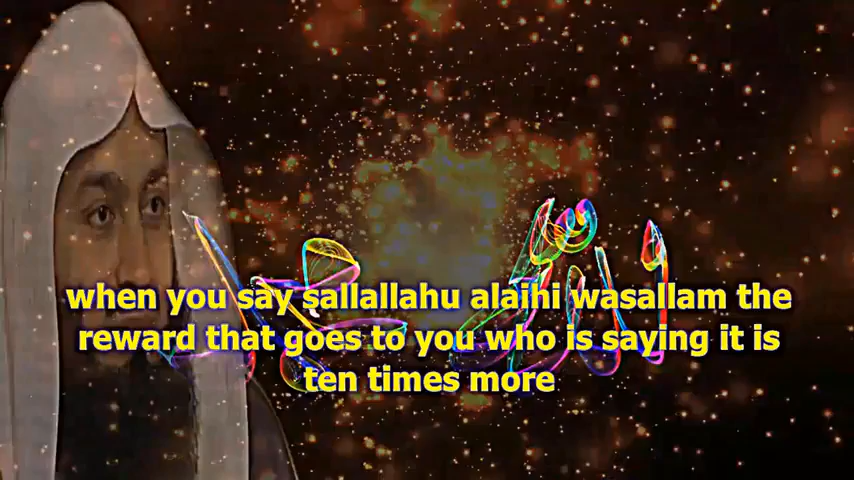 when you say sallallahu alaihi wasallam the
reward that goes to you who is saying it is
ten times more